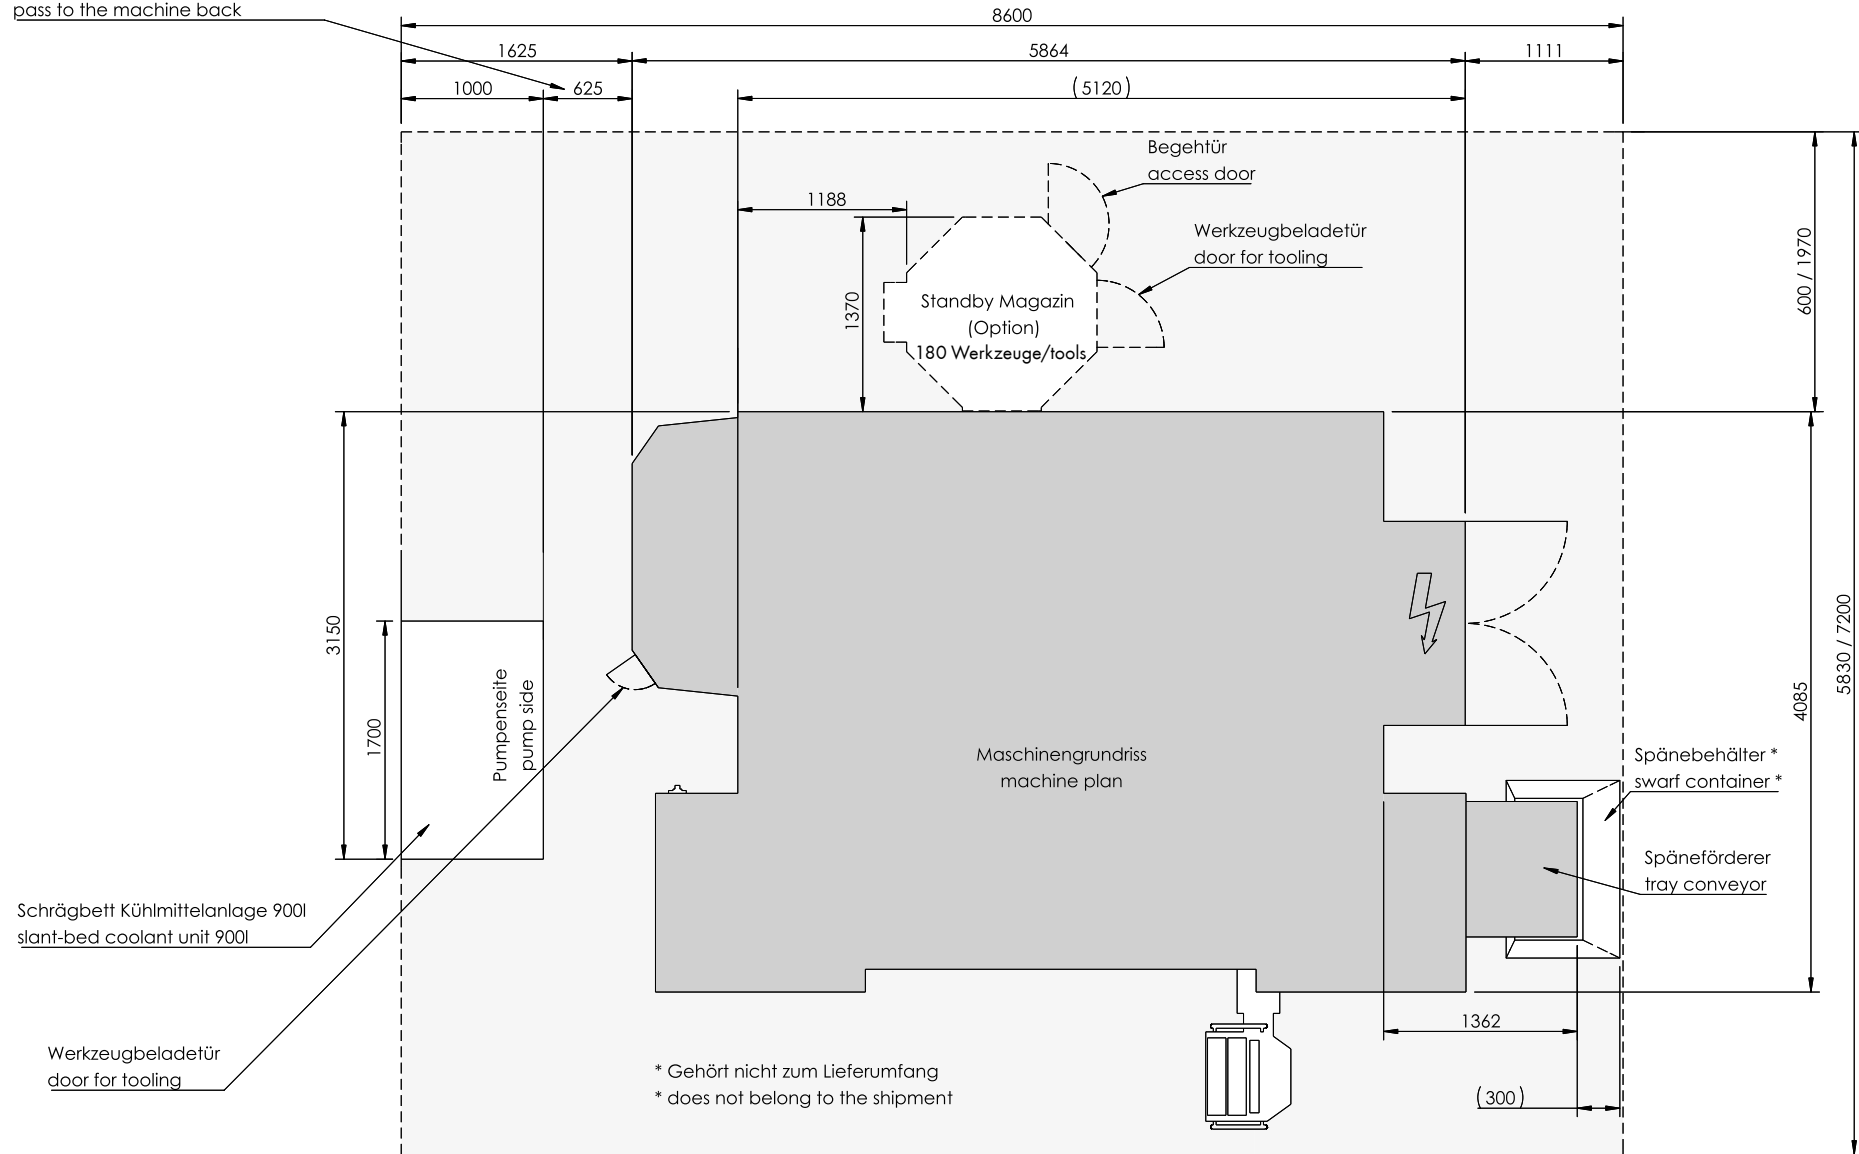 pass to the machine back
8600
1625
5864
1111
1000
625
(5120)
Begehtür
access door
1188
Werkzeugbeladetür
door for tooling
600 / 1970
1370
Standby Magazin
(Option)
180 Werkzeuge/tools
3150
1700
Pumpenseite
pump side
5830 / 7200
4085
Maschinengrundriss
machine plan
Spänebehälter *
swarf container *
Späneförderer
tray conveyor
Schrägbett Kühlmittelanlage 900l
slant-bed coolant unit 900l
1362
Werkzeugbeladetür
door for tooling
* Gehört nicht zum Lieferumfang
* does not belong to the shipment
(300)